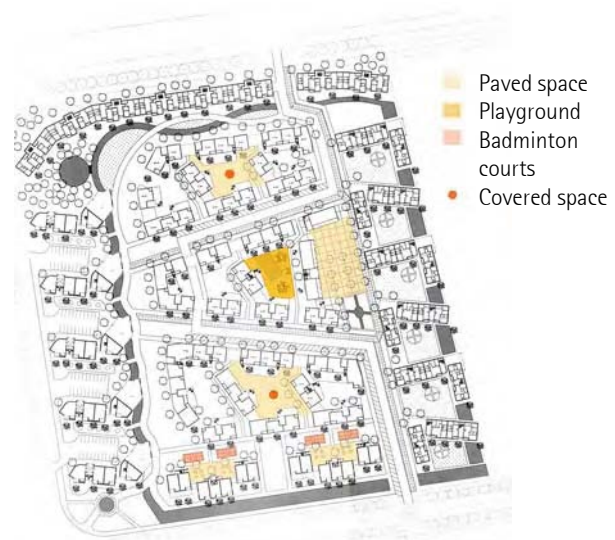 Paved space
Playground
Badminton
courts
Covered space